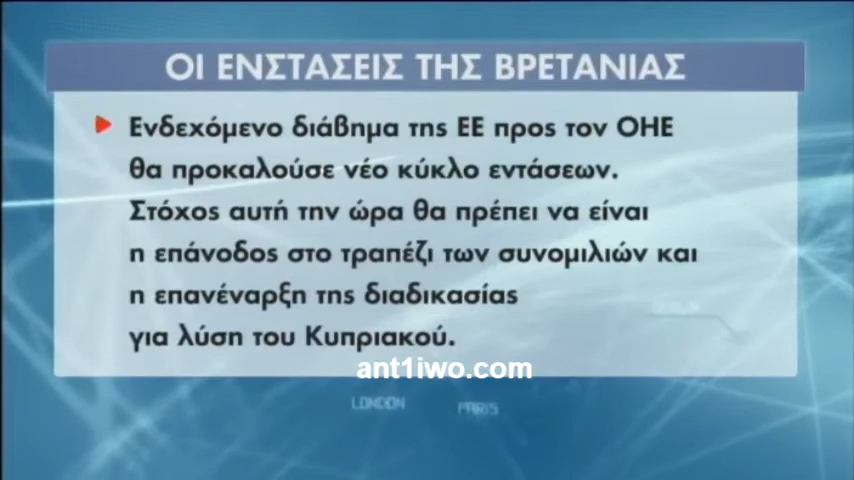 ΟΙ ΕΝΣΤΑΣΕΙΣ ΤΗΣ ΒΡΕΤΑΝΙΑΣ
Ενδεχόμενο διάβημα της ΕΕ προς τον ΟΗΕ
θα προκαλούσε νέο κύκλο εντάσεων.
Στόχος αυτή την ώρα θα πρέπει να είναι
η επάνοδος στο τραπέζι των συνομιλιών και
η επανέναρξη της διαδικασίας
για λύση του Κυπριακού.
ant1iwo.com
LONDON PARIS